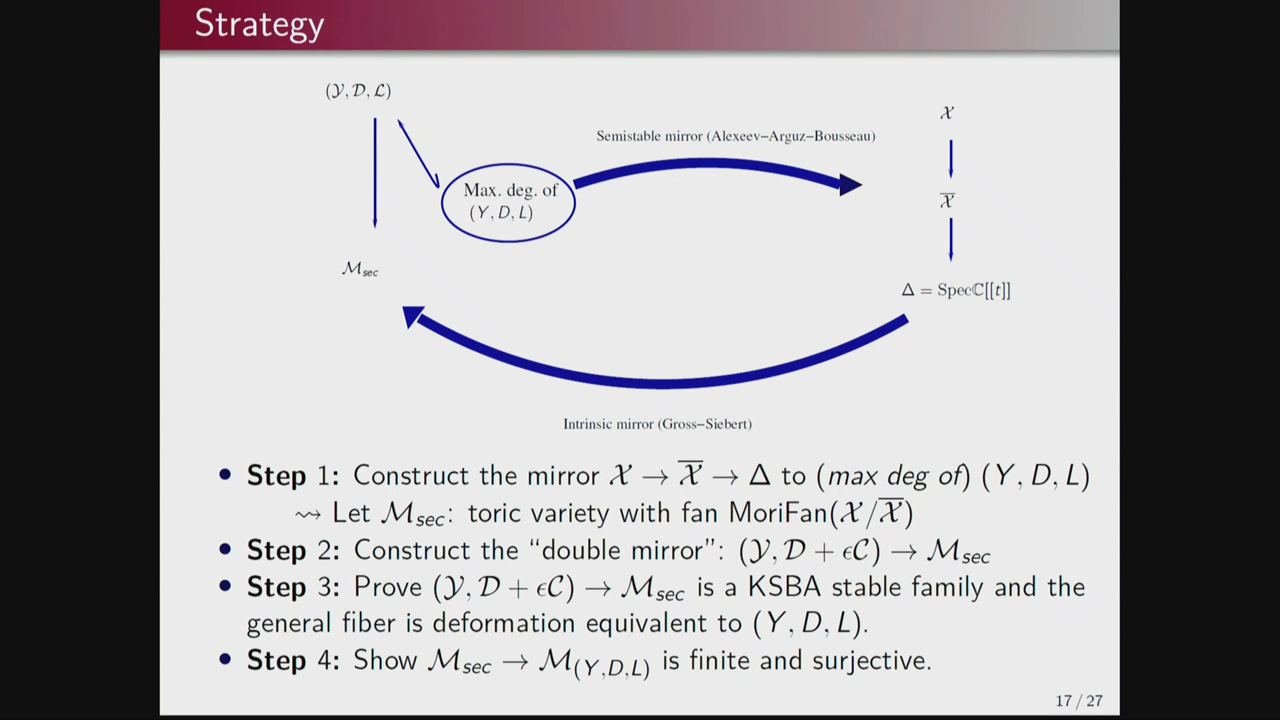 Strategy
(𝒴, 𝒟, ℒ)
Semistable mirror (Alexeev–Arguz–Bousseau)
𝒳
Max. deg. of
(Y, D, L)
𝒳̅
ℳ_sec
Δ = Specℂ[[t]]
Intrinsic mirror (Gross–Siebert)
• Step 1: Construct the mirror 𝒳 → 𝒳̅ → Δ to (max deg of) (Y, D, L)
⇝ Let ℳ_sec: toric variety with fan MoriFan(𝒳/𝒳̅)
• Step 2: Construct the “double mirror”: (𝒴, 𝒟 + ϵ𝒞) → ℳ_sec
• Step 3: Prove (𝒴, 𝒟 + ϵ𝒞) → ℳ_sec is a KSBA stable family and the
general fiber is deformation equivalent to (Y, D, L).
• Step 4: Show ℳ_sec → ℳ_(Y,D,L) is finite and surjective.
17 / 27